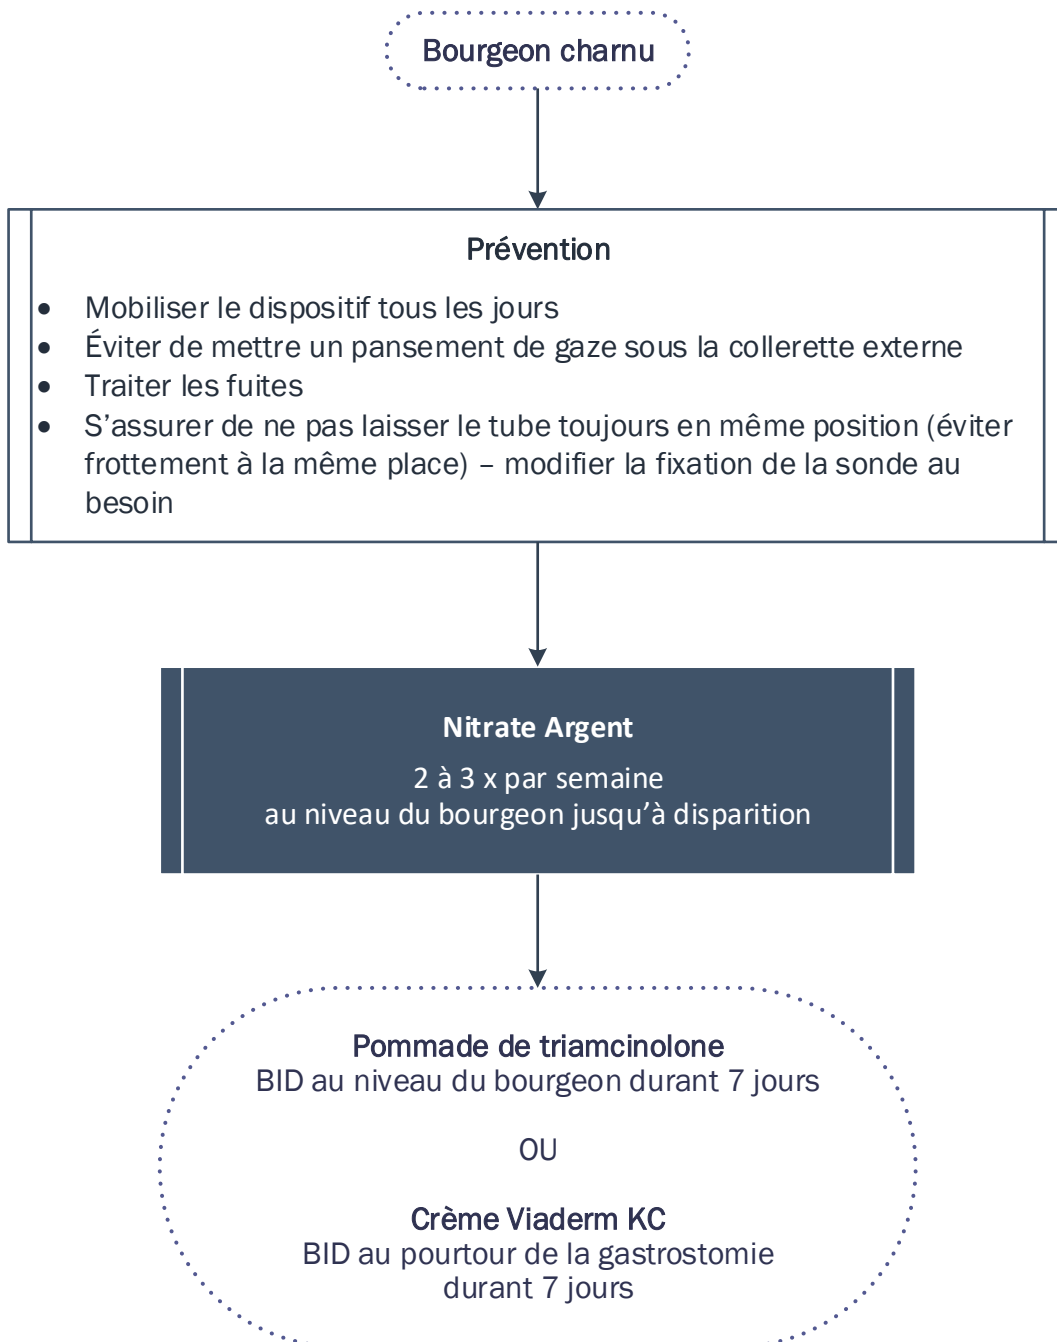 Bourgeon charnu
Prévention
• Mobiliser le dispositif tous les jours
• Éviter de mettre un pansement de gaze sous la collerette externe
• Traiter les fuites
• S’assurer de ne pas laisser le tube toujours en même position (éviter
frottement à la même place) – modifier la fixation de la sonde au
besoin
Nitrate Argent
2 à 3 x par semaine
au niveau du bourgeon jusqu’à disparition
Pommade de triamcinolone
BID au niveau du bourgeon durant 7 jours
OU
Crème Viaderm KC
BID au pourtour de la gastrostomie
durant 7 jours